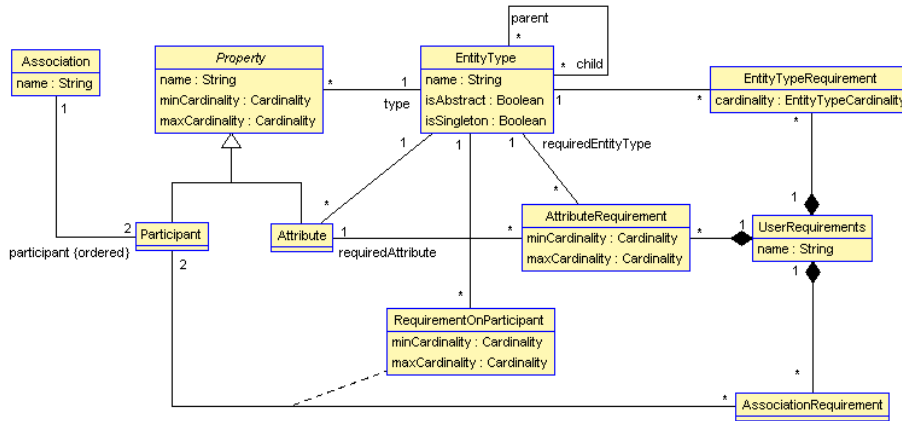 parent
*
Association
name : String
1
Property
name : String
minCardinality : Cardinality
maxCardinality : Cardinality
*
1
type
EntityType
name : String
isAbstract : Boolean
isSingleton : Boolean
*
child
1
*
EntityTypeRequirement
cardinality : EntityTypeCardinality
*
1
1
1
requiredEntityType
*
*
1
2
Participant
participant {ordered}
2
Attribute
1
requiredAttribute
*
AttributeRequirement
minCardinality : Cardinality
maxCardinality : Cardinality
*
1
UserRequirements
name : String
1
*
RequirementOnParticipant
minCardinality : Cardinality
maxCardinality : Cardinality
*
*
AssociationRequirement